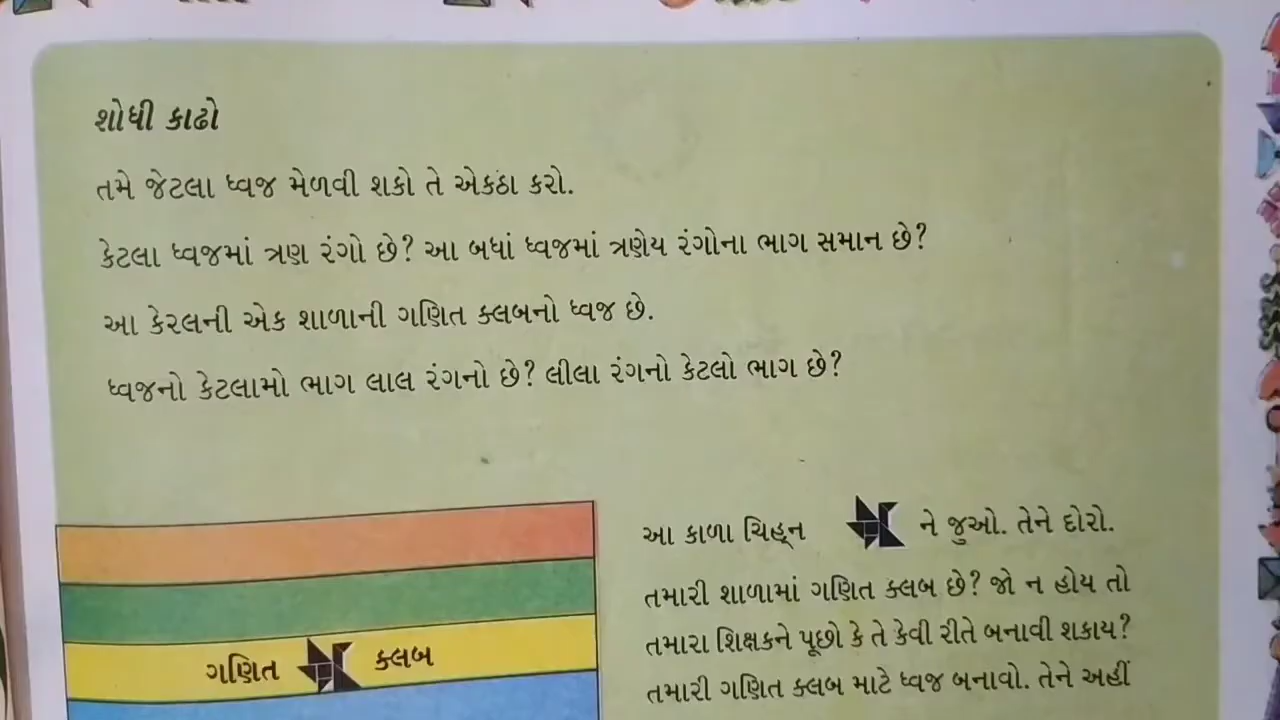 શોધી કાઢો
તમે જેટલા ધ્વજ મેળવી શકો તે એકઠા કરો.
કેટલા ધ્વજમાં ત્રણ રંગો છે? આ બધાં ધ્વજમાં ત્રણેય રંગોના ભાગ સમાન છે?
આ કેરલની એક શાળાની ગણિત ક્લબનો ધ્વજ છે.
ધ્વજનો કેટલામો ભાગ લાલ રંગનો છે? લીલા રંગનો કેટલો ભાગ છે?
ગણિત ક્લબ
આ કાળા ચિહ્ન ને જુઓ. તેને દોરો.
તમારી શાળામાં ગણિત ક્લબ છે? જો ન હોય તો
તમારા શિક્ષકને પૂછો કે તે કેવી રીતે બનાવી શકાય?
તમારી ગણિત ક્લબ માટે ધ્વજ બનાવો. તેને અહીં